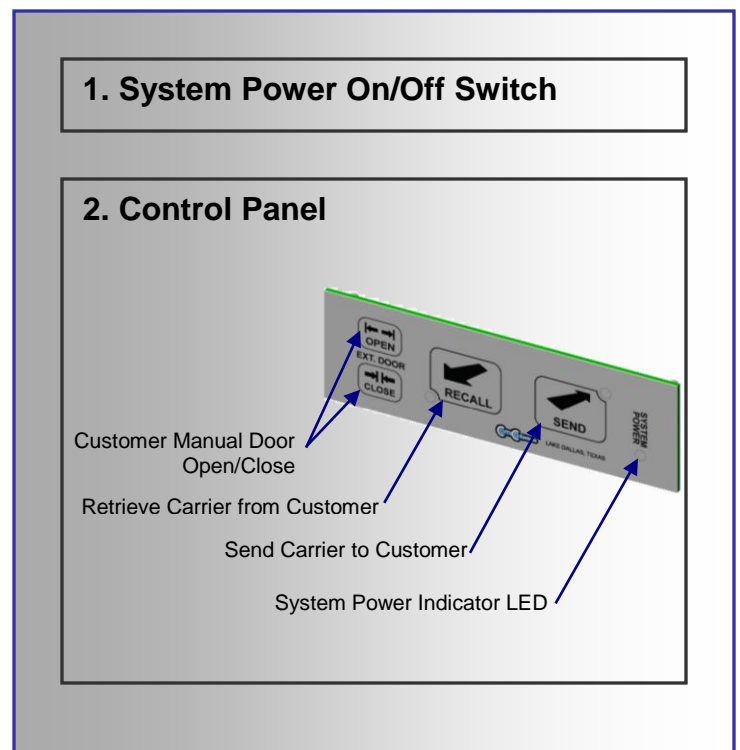 1. System Power On/Off Switch
2. Control Panel
OPEN
EXT. DOOR
CLOSE
RECALL
SEND
LAKE DALLAS, TEXAS
SYSTEM
POWER
Customer Manual Door
Open/Close
Retrieve Carrier from Customer
Send Carrier to Customer
System Power Indicator LED